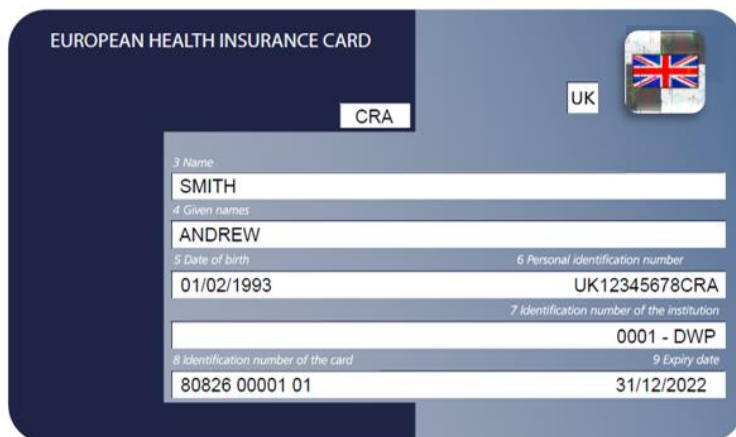 EUROPEAN HEALTH INSURANCE CARD
UK
CRA
3 Name
SMITH
4 Given names
ANDREW
5 Date of birth 6 Personal identification number
01/02/1993 UK12345678CRA
7 Identification number of the institution
0001 - DWP
8 Identification number of the card 9 Expiry date
80826 00001 01 31/12/2022